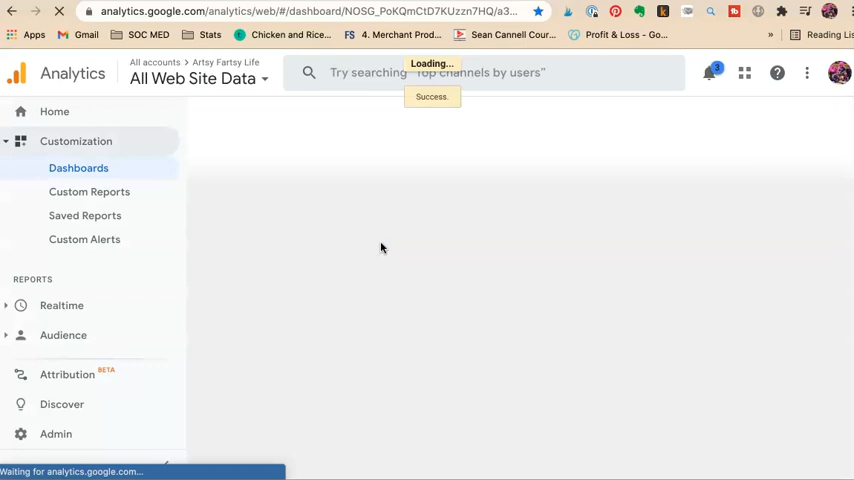 analytics.google.com/analytics/web/#/dashboard/NOSG_PoKQmCtD7KUzzn7HQ/a3...
Apps
Gmail
SOC MED
Stats
Chicken and Rice...
FS
4. Merchant Prod...
Sean Cannell Cour...
Profit & Loss - Go...
»
Reading List
Analytics
All accounts > Artsy Fartsy Life
All Web Site Data
Try searching "Top channels by users"
Loading...
Success.
3
Home
Customization
Dashboards
Custom Reports
Saved Reports
Custom Alerts
REPORTS
Realtime
Audience
Attribution BETA
Discover
Admin
Waiting for analytics.google.com...